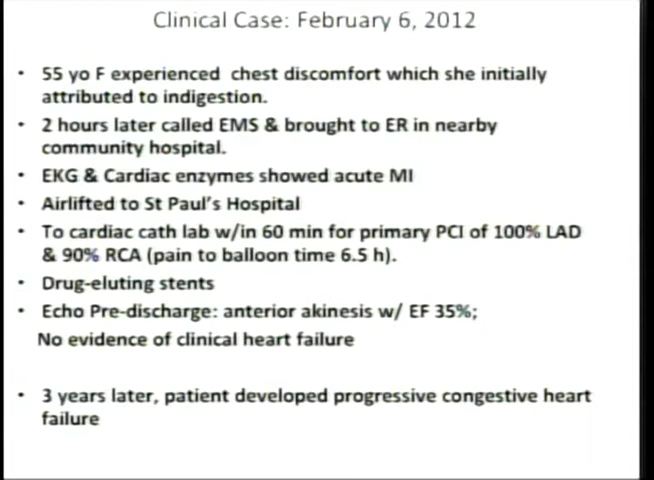 Clinical Case: February 6, 2012
• 55 yo F experienced chest discomfort which she initially
attributed to indigestion.
• 2 hours later called EMS & brought to ER in nearby
community hospital.
• EKG & Cardiac enzymes showed acute MI
• Airlifted to St Paul's Hospital
• To cardiac cath lab w/in 60 min for primary PCI of 100% LAD
& 90% RCA (pain to balloon time 6.5 h).
• Drug-eluting stents
• Echo Pre-discharge: anterior akinesis w/ EF 35%;
No evidence of clinical heart failure
• 3 years later, patient developed progressive congestive heart
failure